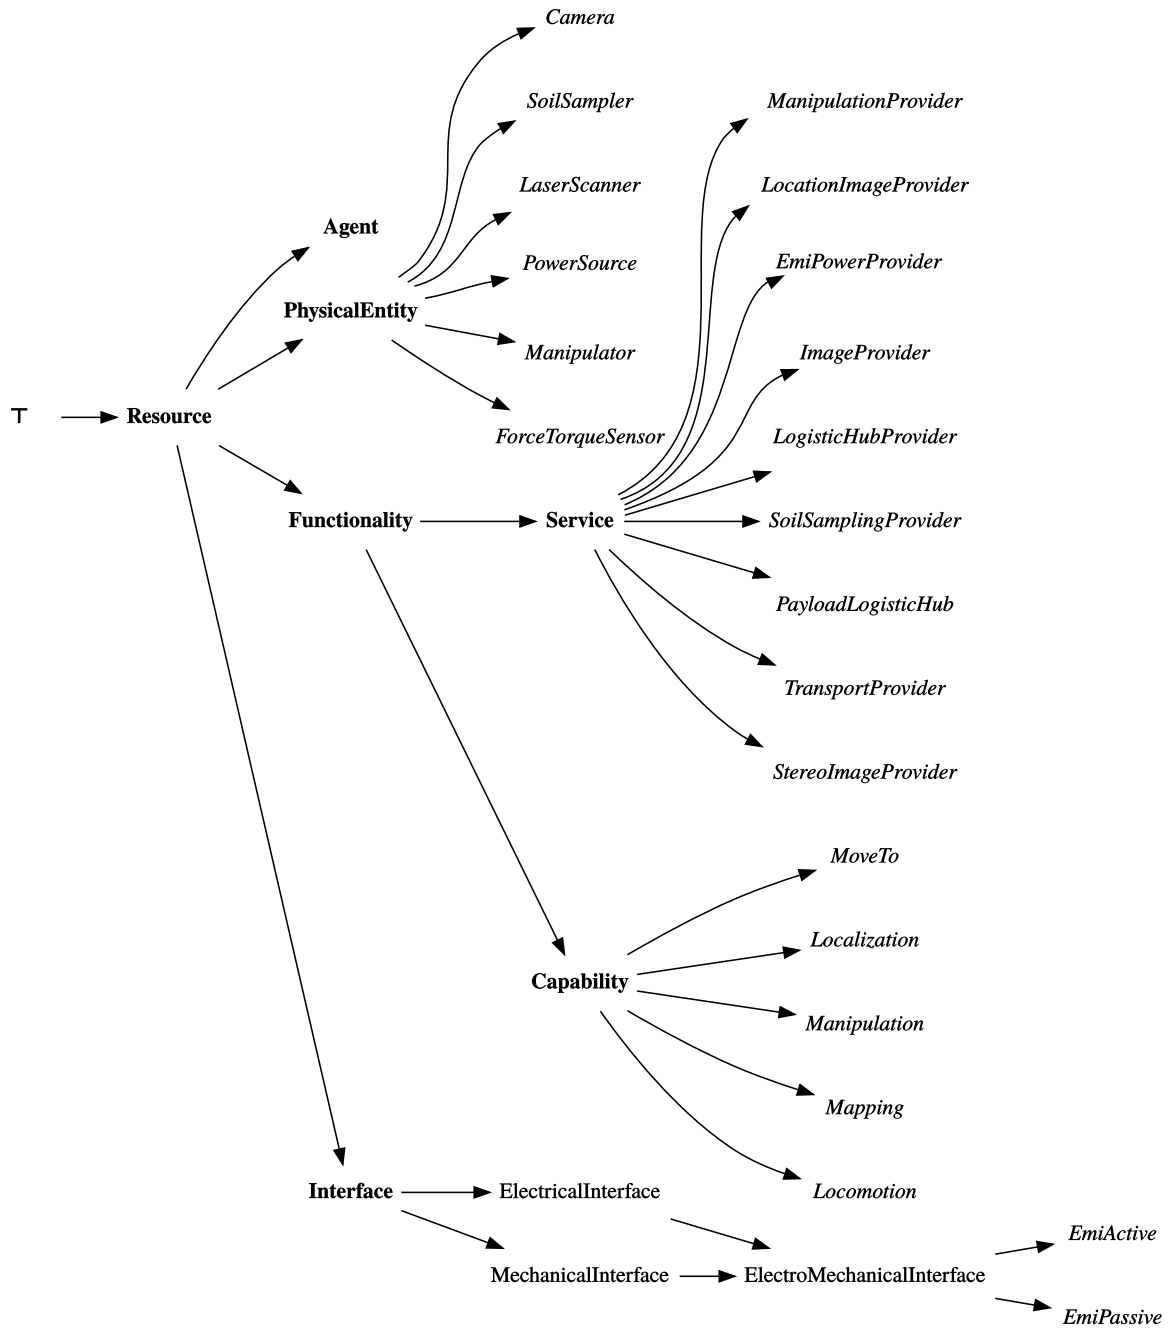 Camera
SoilSampler
ManipulationProvider
LaserScanner
LocationImageProvider
Agent
PowerSource
EmiPowerProvider
PhysicalEntity
Manipulator
ImageProvider
⊤
Resource
ForceTorqueSensor
LogisticHubProvider
Functionality
Service
SoilSamplingProvider
PayloadLogisticHub
TransportProvider
StereoImageProvider
MoveTo
Localization
Capability
Manipulation
Mapping
Interface
ElectricalInterface
Locomotion
EmiActive
MechanicalInterface
ElectroMechanicalInterface
EmiPassive